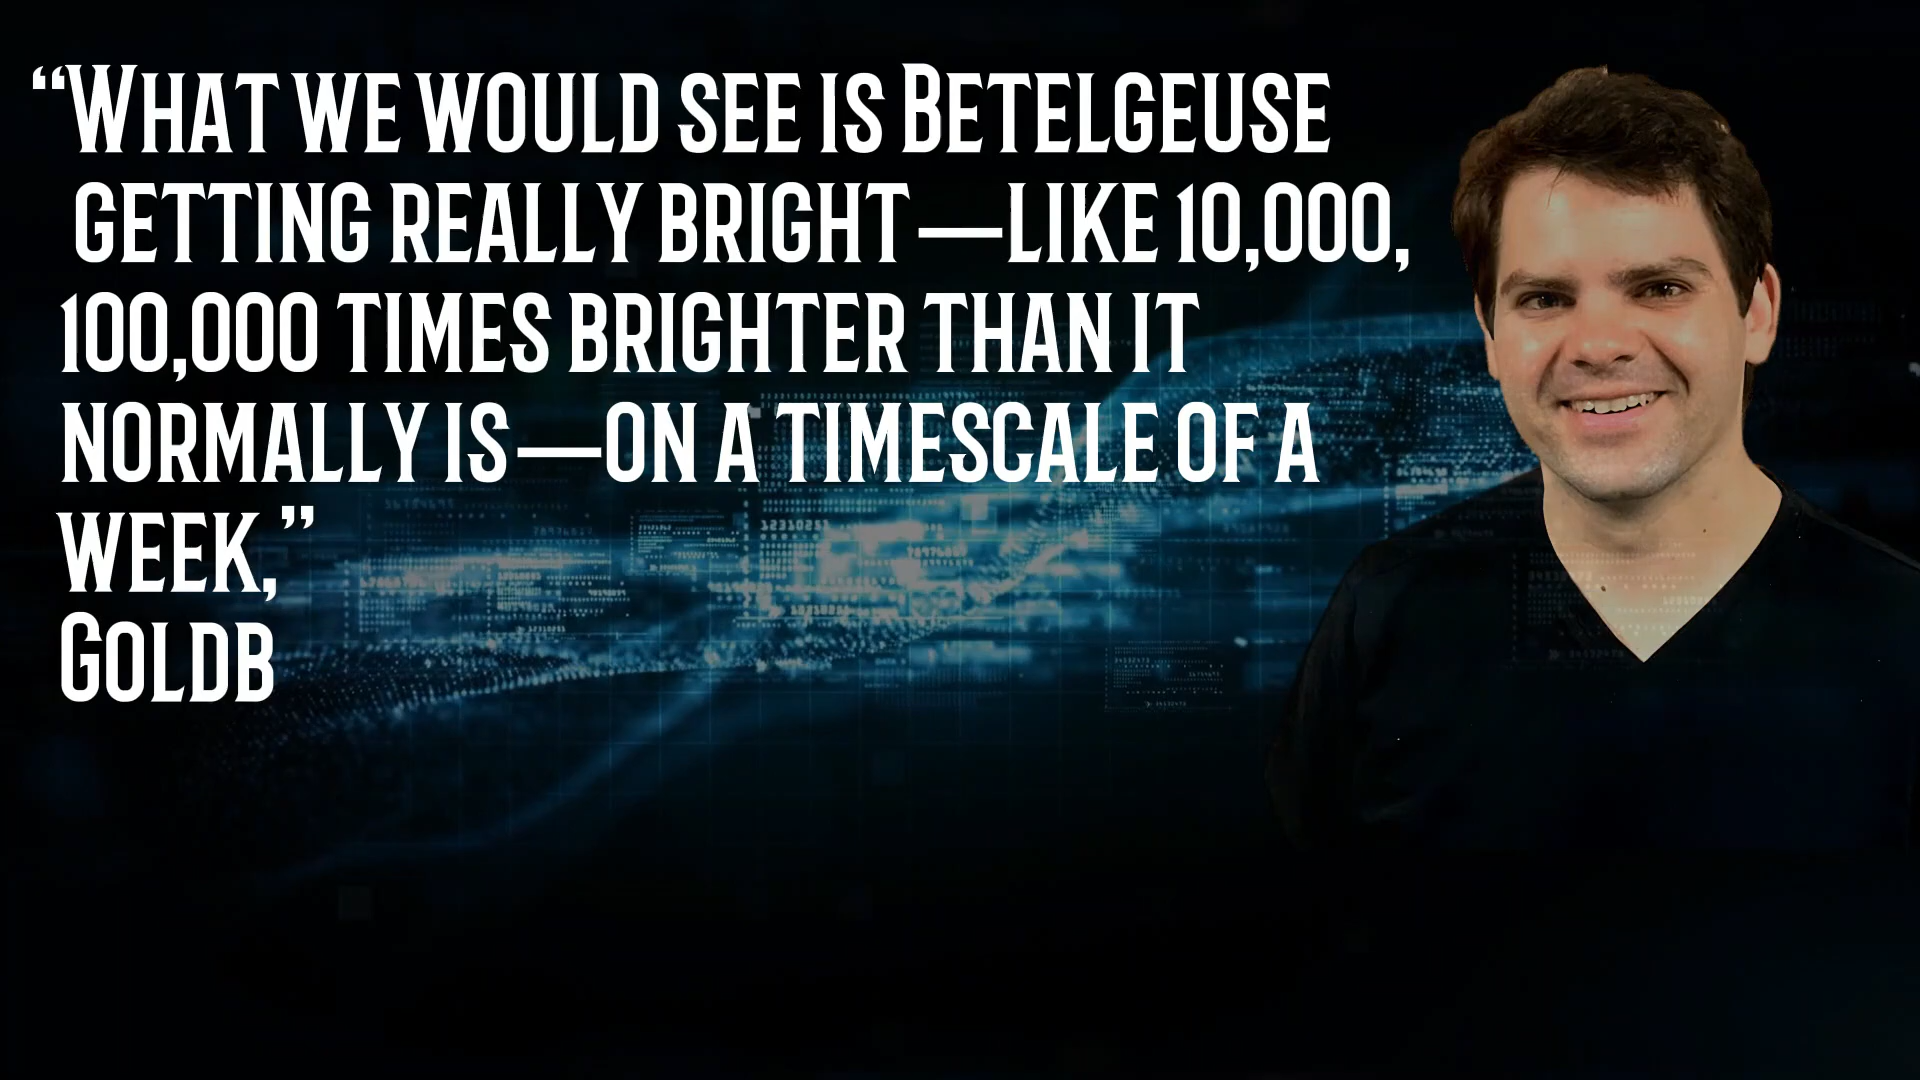 “What we would see is Betelgeuse
getting really bright—like 10,000,
100,000 times brighter than it
normally is—on a timescale of a
week,”
Goldb